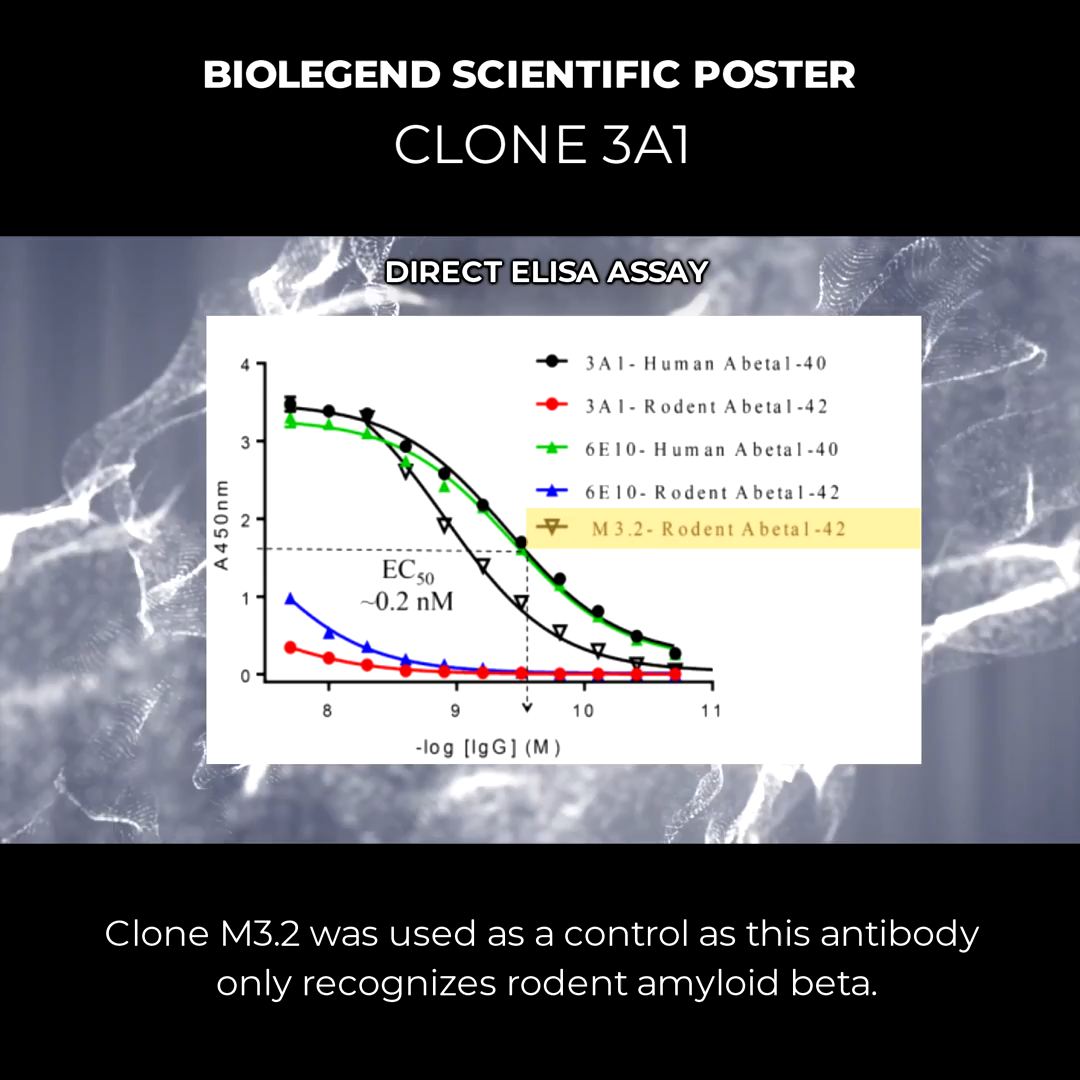 BIOLEGEND SCIENTIFIC POSTER
CLONE 3A1
DIRECT ELISA ASSAY
4
3
2
1
0
A450nm
3A1- Human Abeta1-40
3A1- Rodent Abeta1-42
6E10- Human Abeta1-40
6E10- Rodent Abeta1-42
M3.2- Rodent Abeta1-42
EC50
~0.2 nM
8 9 10 11
-log [IgG] (M)
Clone M3.2 was used as a control as this antibody
only recognizes rodent amyloid beta.